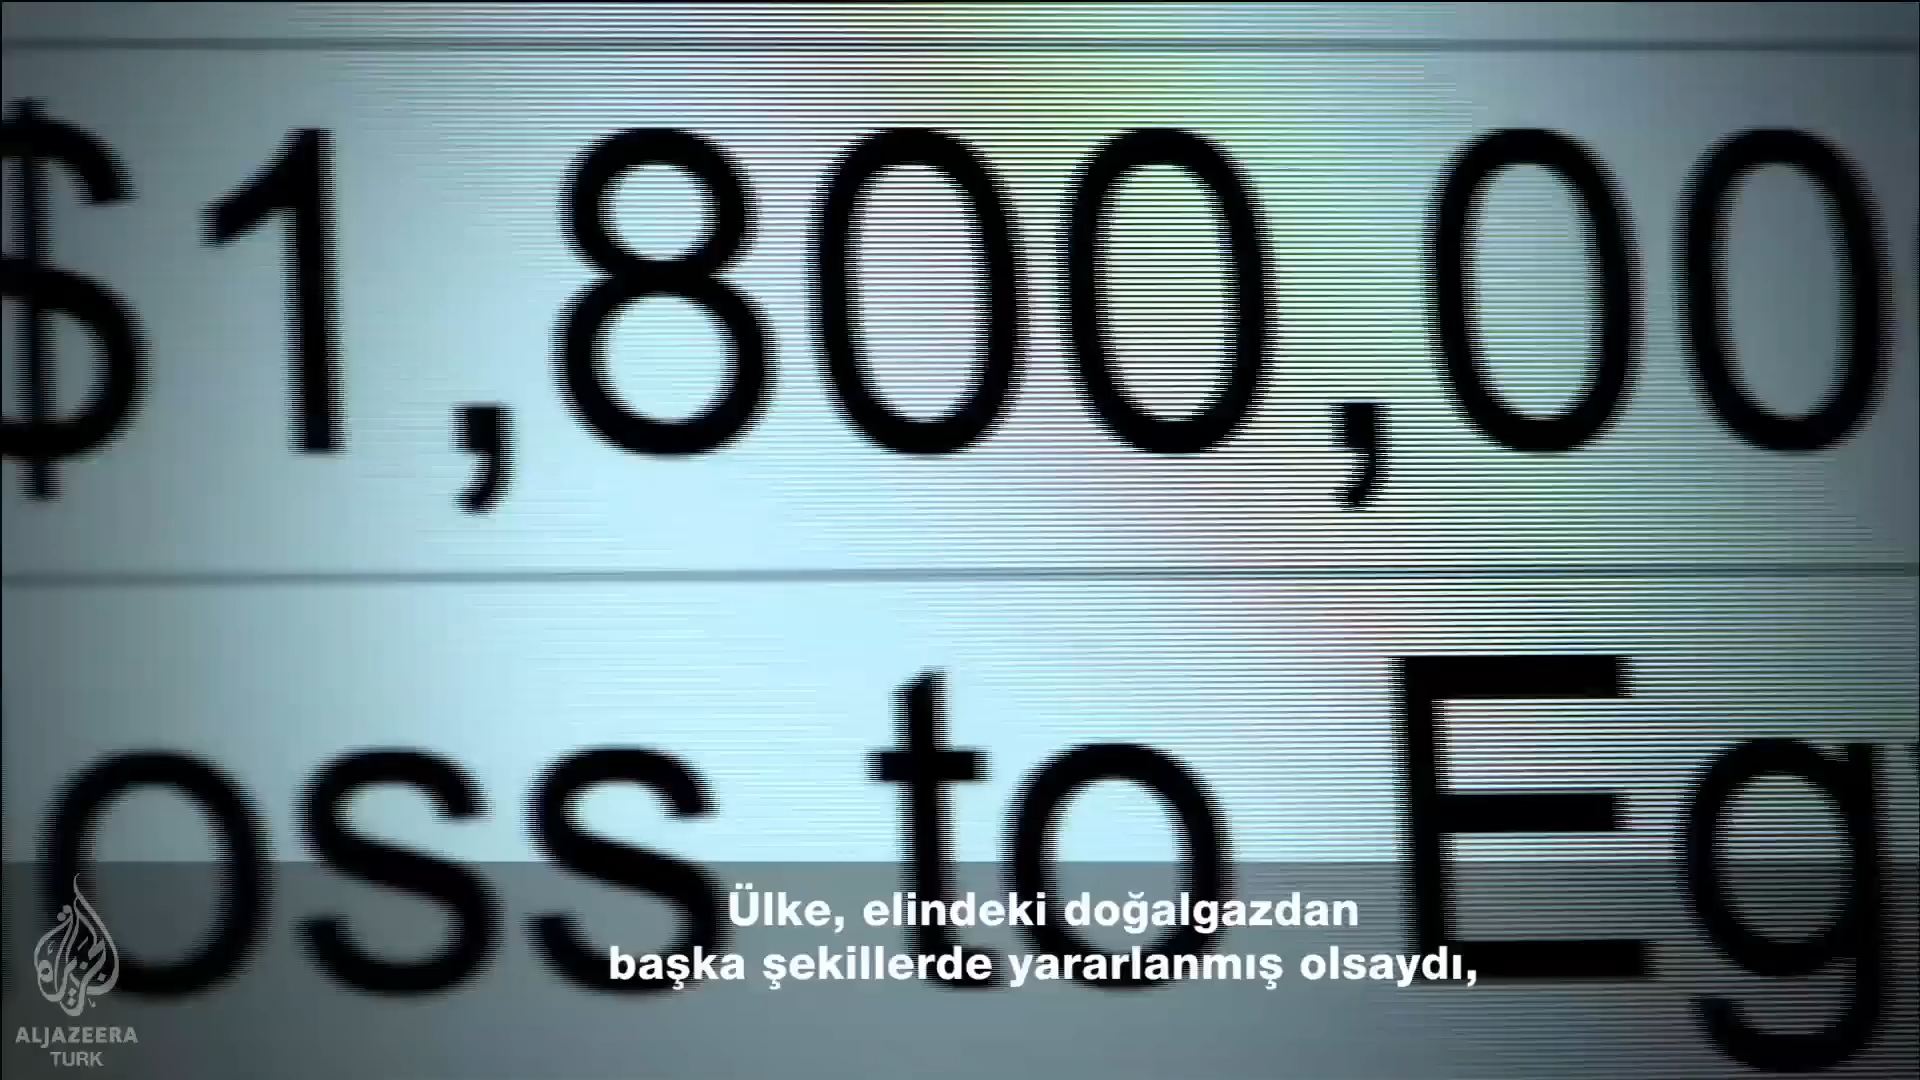 $1,800,00
oss to Eg
Ülke, elindeki doğalgazdan
başka şekillerde yararlanmış olsaydı,
ALJAZEERA
TURK